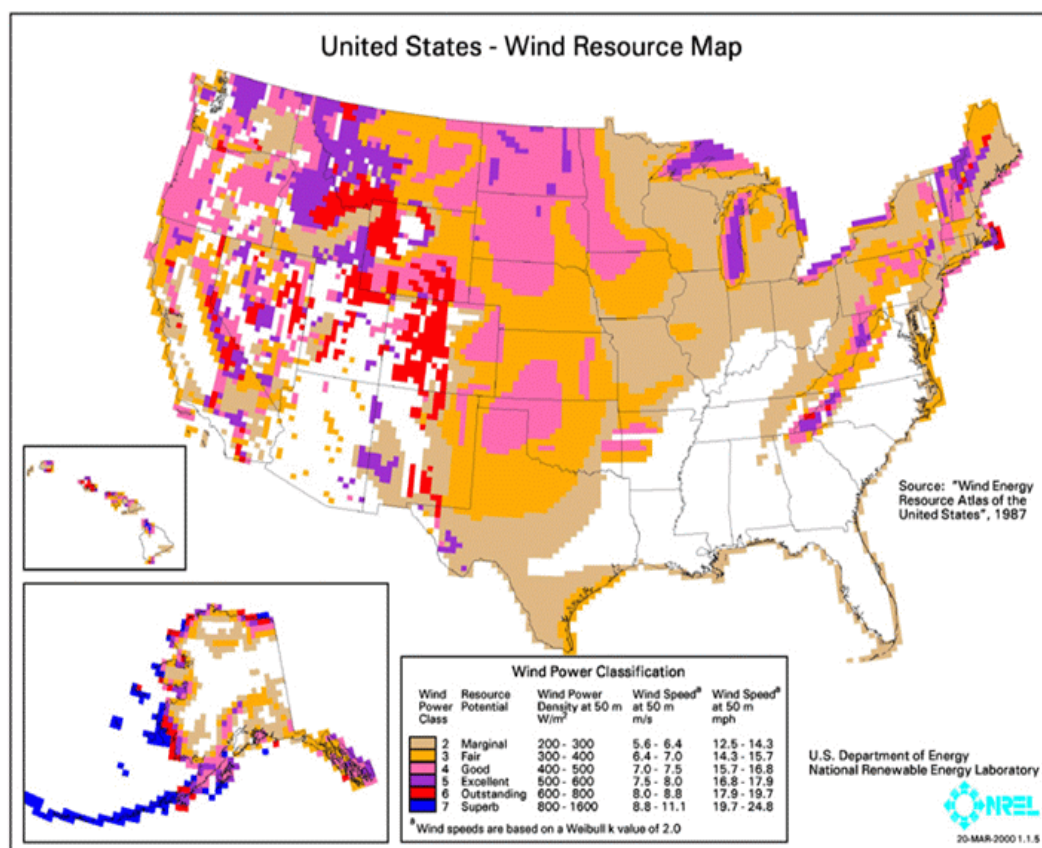 United States - Wind Resource Map
Source: "Wind Energy
Resource Atlas of the
United States", 1987
Wind Power Classification
Wind Power Class Resource Potential Wind Power Density at 50 m W/m² Wind Speedᵃ at 50 m m/s Wind Speedᵃ at 50 m mph
2 Marginal 200 - 300 5.6 - 6.4 12.5 - 14.3
3 Fair 300 - 400 6.4 - 7.0 14.3 - 15.7
4 Good 400 - 500 7.0 - 7.5 15.7 - 16.8
5 Excellent 500 - 600 7.5 - 8.0 16.8 - 17.9
6 Outstanding 600 - 800 8.0 - 8.8 17.9 - 19.7
7 Superb 800 - 1600 8.8 - 11.1 19.7 - 24.8
ᵃ Wind speeds are based on a Weibull k value of 2.0
U.S. Department of Energy
National Renewable Energy Laboratory
NREL
20-MAR-2000 1.1.5